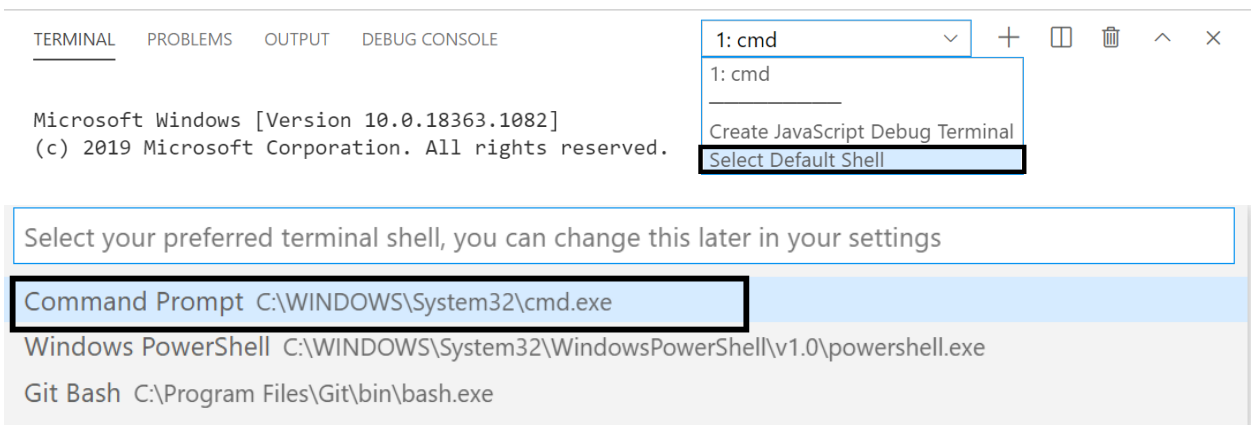 TERMINAL PROBLEMS OUTPUT DEBUG CONSOLE 1: cmd
1: cmd
Microsoft Windows [Version 10.0.18363.1082]
(c) 2019 Microsoft Corporation. All rights reserved.
Create JavaScript Debug Terminal
Select Default Shell
Select your preferred terminal shell, you can change this later in your settings
Command Prompt C:\WINDOWS\System32\cmd.exe
Windows PowerShell C:\WINDOWS\System32\WindowsPowerShell\v1.0\powershell.exe
Git Bash C:\Program Files\Git\bin\bash.exe